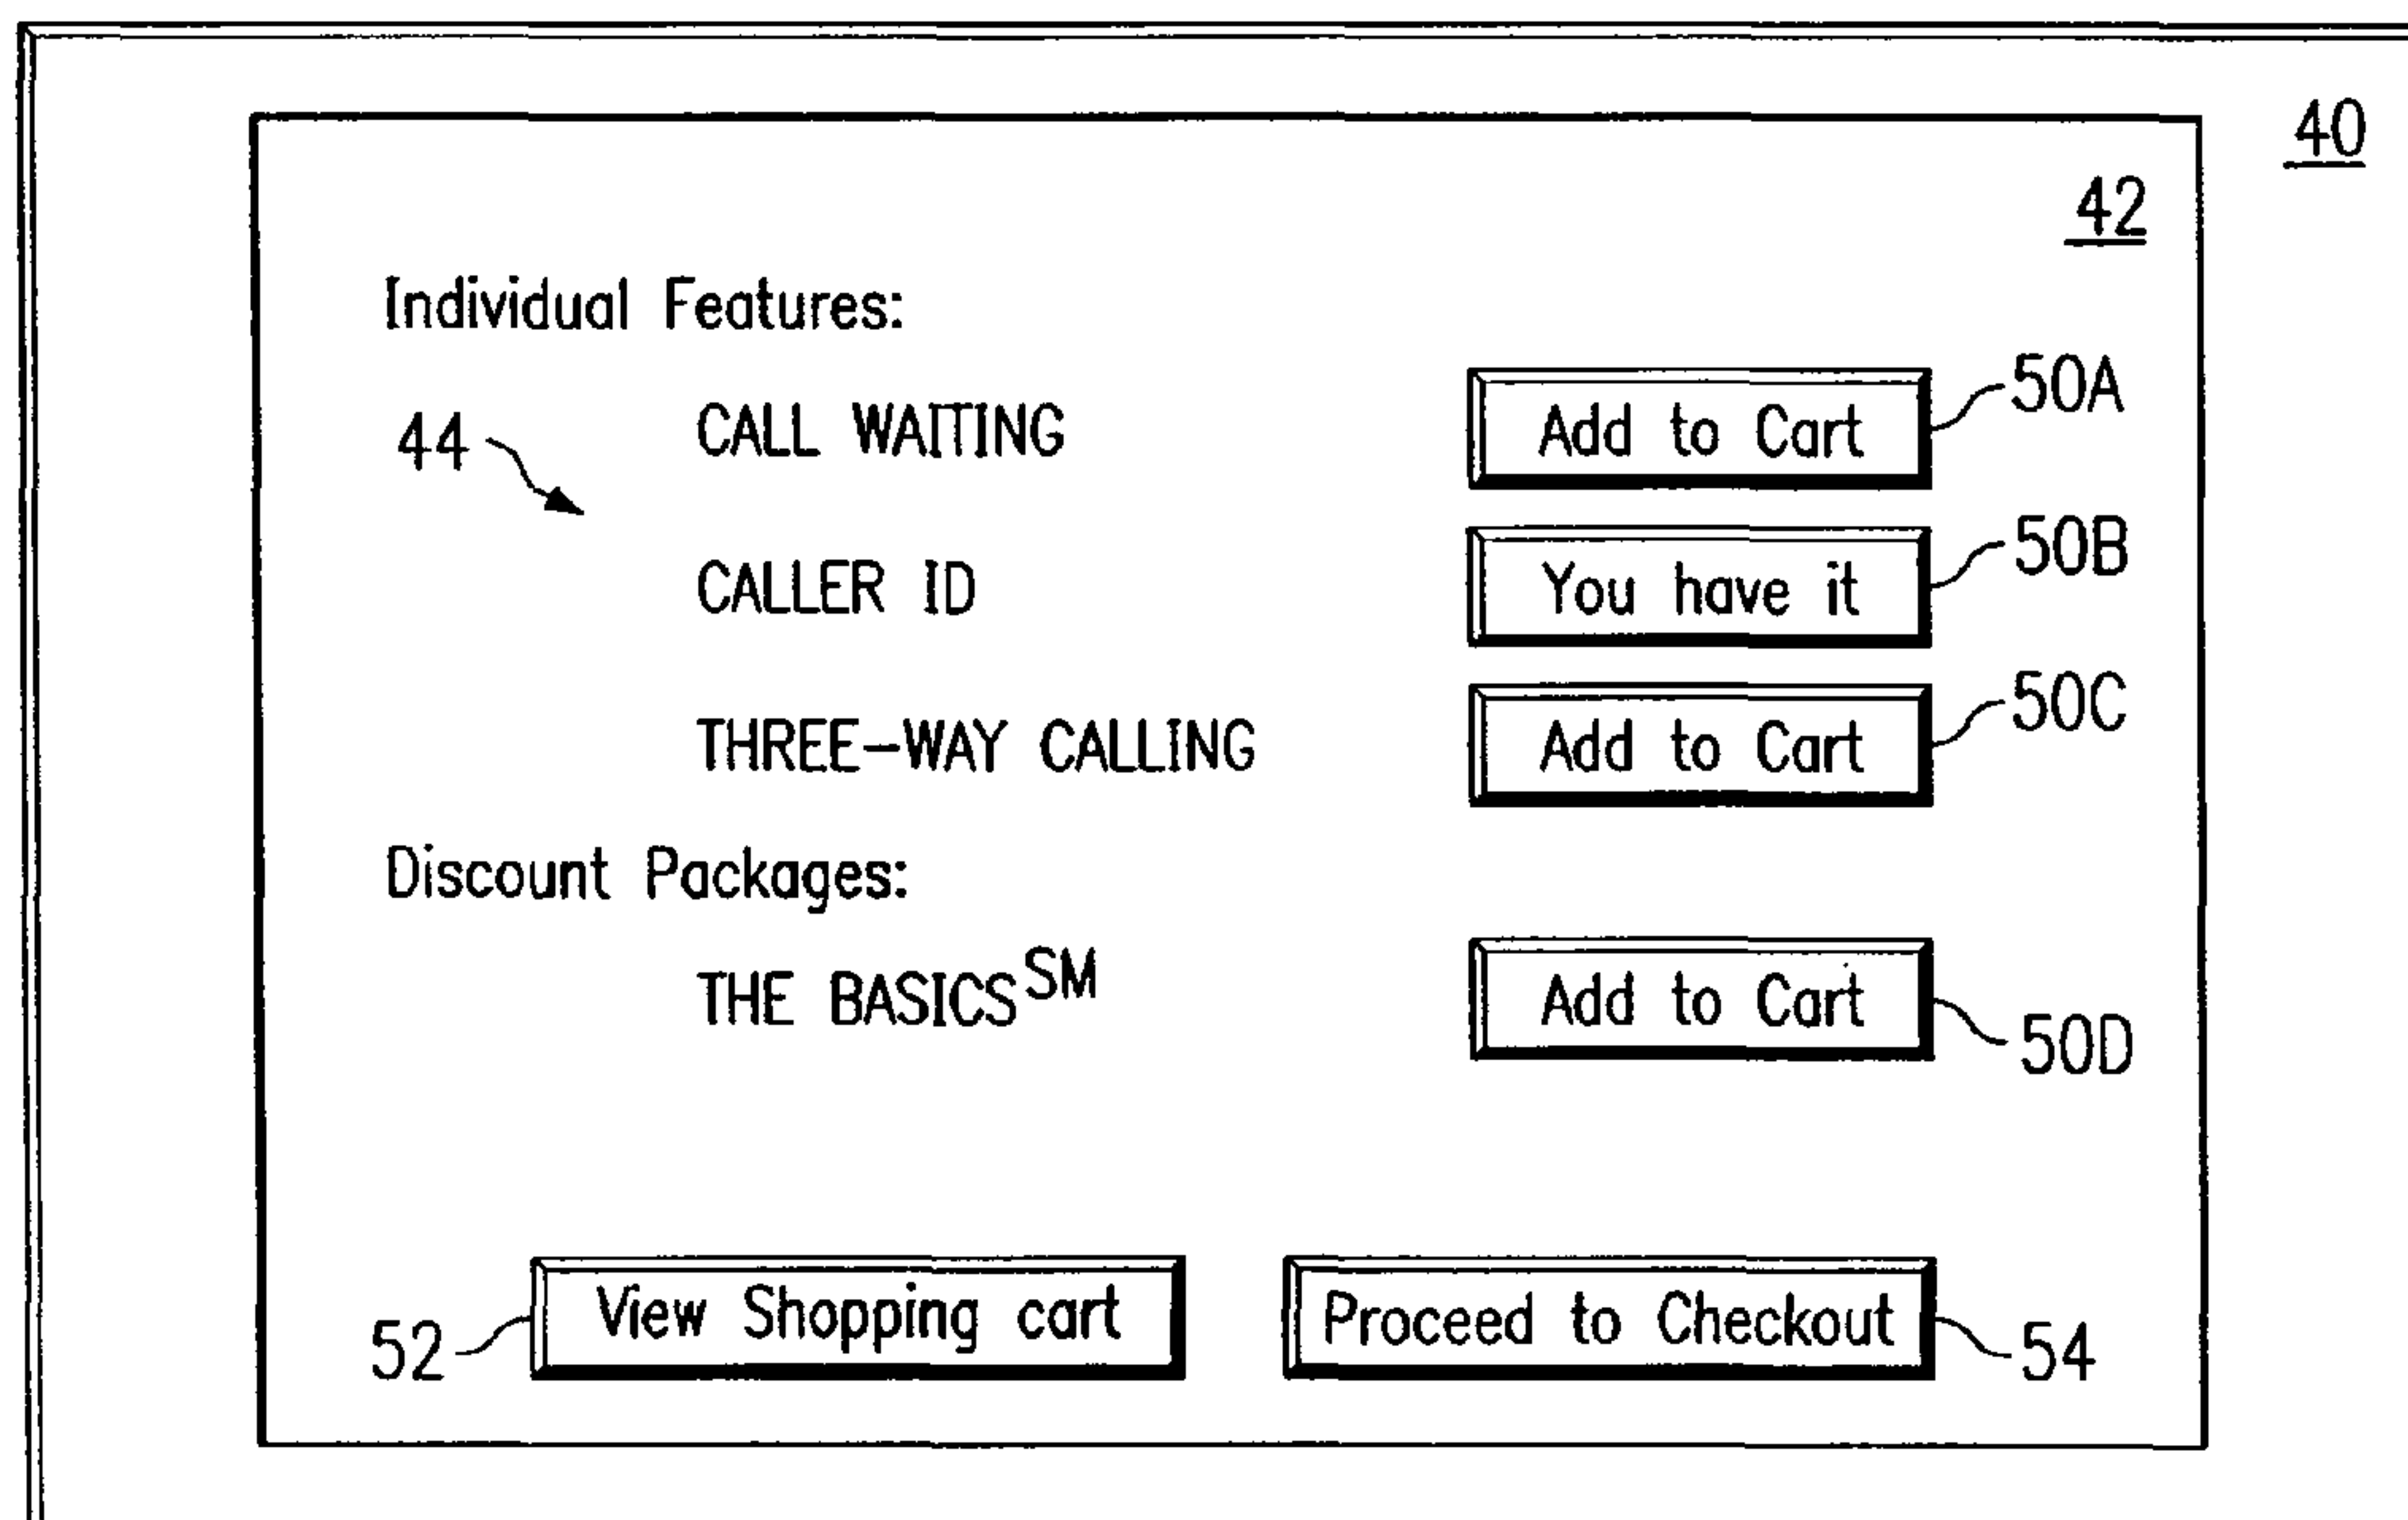 40
42
Individual Features:
CALL WAITING Add to Cart 50A
44
CALLER ID You have it 50B
THREE-WAY CALLING Add to Cart 50C
Discount Packages:
THE BASICS SM Add to Cart 50D
52 View Shopping cart Proceed to Checkout 54